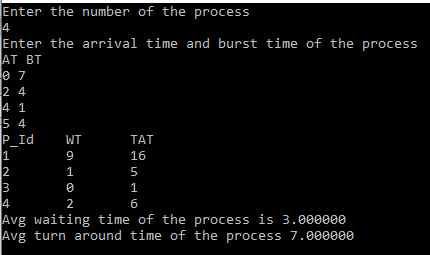 Enter the number of the process
4
Enter the arrival time and burst time of the process
AT BT
0 7
2 4
4 1
5 4
P_Id WT TAT
1 9 16
2 1 5
3 0 1
4 2 6
Avg waiting time of the process is 3.000000
Avg turn around time of the process 7.000000